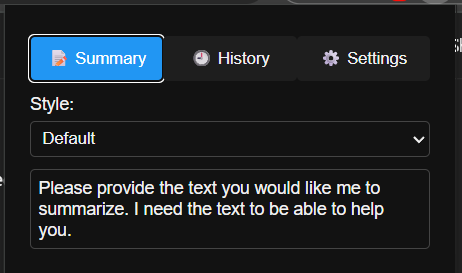 Summary History Settings
Style:
Default
Please provide the text you would like me to
summarize. I need the text to be able to help
you.